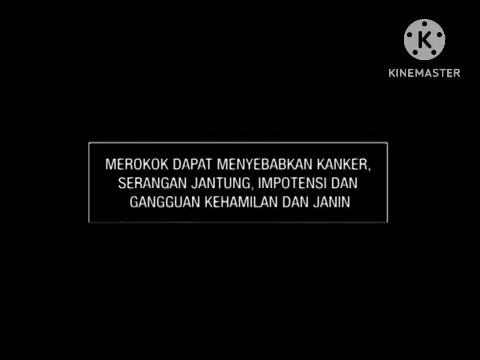 KINEMASTER
MEROKOK DAPAT MENYEBABKAN KANKER,
SERANGAN JANTUNG, IMPOTENSI DAN
GANGGUAN KEHAMILAN DAN JANIN